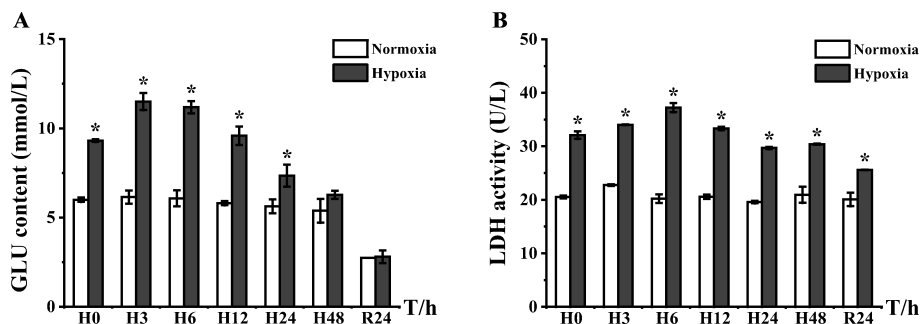 A
GLU content (mmol/L)
15
10
5
0
Normoxia
Hypoxia
*
*
*
*
*
H0 H3 H6 H12 H24 H48 R24 T/h
B
LDH activity (U/L)
50
40
30
20
10
0
Normoxia
Hypoxia
*
*
*
*
*
*
*
H0 H3 H6 H12 H24 H48 R24 T/h